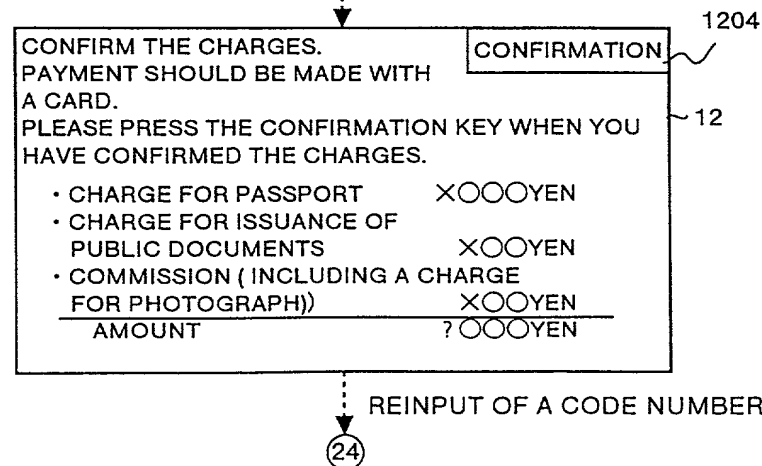 1204
CONFIRM THE CHARGES.
CONFIRMATION
PAYMENT SHOULD BE MADE WITH
A CARD.
12
PLEASE PRESS THE CONFIRMATION KEY WHEN YOU
HAVE CONFIRMED THE CHARGES.
・CHARGE FOR PASSPORT ×○○○YEN
・CHARGE FOR ISSUANCE OF
PUBLIC DOCUMENTS ×○○YEN
・COMMISSION ( INCLUDING A CHARGE
FOR PHOTOGRAPH)) ×○○YEN
AMOUNT ?○○○YEN
REINPUT OF A CODE NUMBER
24